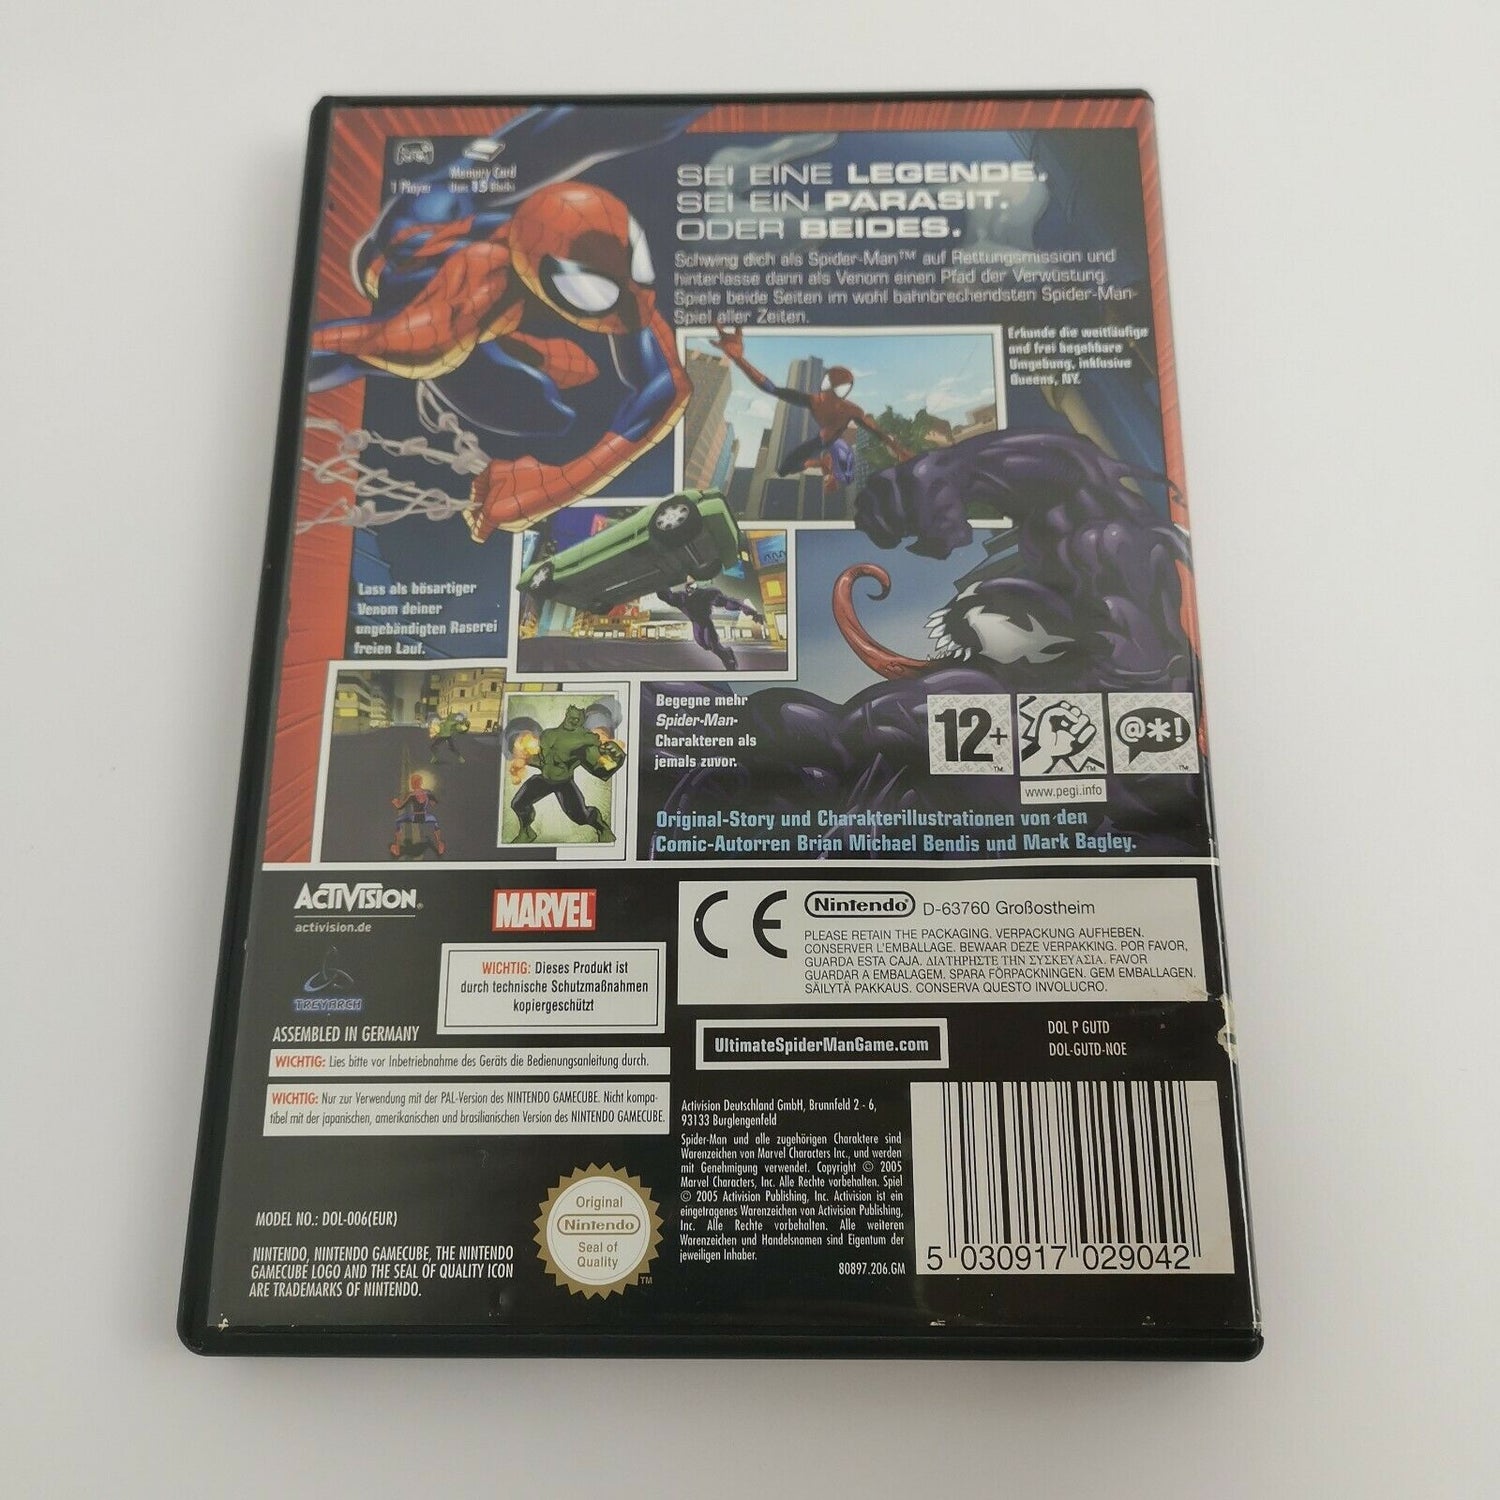 1 Player
Memory Card
15
SEI EINE LEGENDE.
SEI EIN PARASIT.
ODER BEIDES.
Schwing dich als Spider-Man™ auf Rettungsmission und
hinterlasse dann als Venom einen Pfad der Verwüstung.
Spiele beide Seiten im wohl bahnbrechendsten Spider-Man-
Spiel aller Zeiten.
Erkunde die weitläufige
und frei begehbare
Umgebung, inklusive
Queens, NY.
Lass als bösartiger
Venom deiner
ungebändigten Raserei
freien Lauf.
Begegne mehr
Spider-Man-
Charakteren als
jemals zuvor.
12+
@*!
www.pegi.info
Original-Story und Charakterillustrationen von den
Comic-Autorren Brian Michael Bendis und Mark Bagley.
ACTIVISION®
activision.de
MARVEL
TREYARCH
ASSEMBLED IN GERMANY
WICHTIG: Dieses Produkt ist
durch technische Schutzmaßnahmen
kopiergeschützt
WICHTIG: Lies bitte vor Inbetriebnahme des Geräts die Bedienungsanleitung durch.
WICHTIG: Nur zur Verwendung mit der PAL-Version des NINTENDO GAMECUBE. Nicht kompa-
tibel mit der japanischen, amerikanischen und brasilianischen Version des NINTENDO GAMECUBE.
CE
Nintendo® D-63760 Großostheim
PLEASE RETAIN THE PACKAGING. VERPACKUNG AUFHEBEN.
CONSERVER L'EMBALLAGE. BEWAAR DEZE VERPAKKING. POR FAVOR,
GUARDA ESTA CAJA. ΔΙΑΤΗΡΗΣΤΕ ΤΗΝ ΣΥΣΚΕΥΑΣΙΑ. FAVOR
GUARDAR A EMBALAGEM. SPARA FÖRPACKNINGEN. GEM EMBALLAGEN.
SÄILYTÄ PAKKAUS. CONSERVA QUESTO INVOLUCRO.
UltimateSpiderManGame.com
DOL P GUTD
DOL-GUTD-NOE
Activision Deutschland GmbH, Brunnfeld 2 - 6,
93133 Burglengenfeld
Spider-Man und alle zugehörigen Charaktere sind
Warenzeichen von Marvel Characters Inc., und werden
mit Genehmigung verwendet. Copyright © 2005
Marvel Characters, Inc. Alle Rechte vorbehalten. Spiel
© 2005 Activision Publishing, Inc. Activision ist ein
eingetragenes Warenzeichen von Activision Publishing,
Inc. Alle Rechte vorbehalten. Alle weiteren
Warenzeichen und Handelsnamen sind Eigentum der
jeweiligen Inhaber.
80897.206.GM
5 030917 029042
MODEL NO.: DOL-006(EUR)
NINTENDO, NINTENDO GAMECUBE, THE NINTENDO
GAMECUBE LOGO AND THE SEAL OF QUALITY ICON
ARE TRADEMARKS OF NINTENDO.
Original
Nintendo®
Seal of
Quality
TM